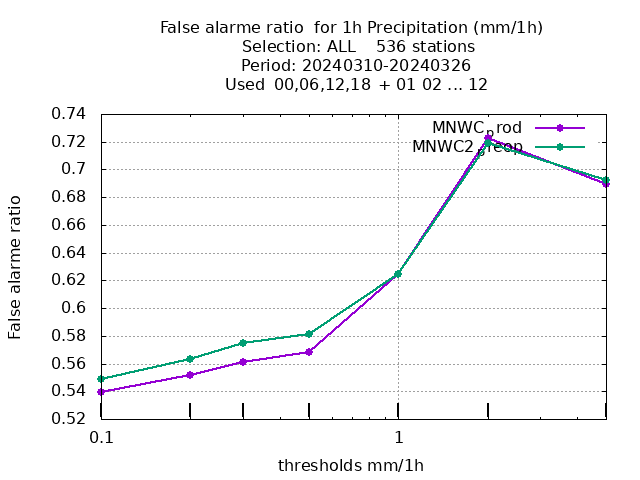 False alarme ratio  for 1h Precipitation (mm/1h)
Selection: ALL    536 stations
Period: 20240310-20240326
Used  00,06,12,18  + 01 02 ... 12
MNWCprod
MNWC2preop
0.74
0.72
0.7
0.68
0.66
0.64
0.62
0.6
0.58
0.56
0.54
0.52
False alarme ratio
0.1
1
thresholds mm/1h